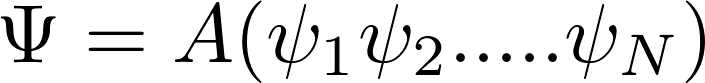 Ψ = A(ψ₁ψ₂.....ψ_N)